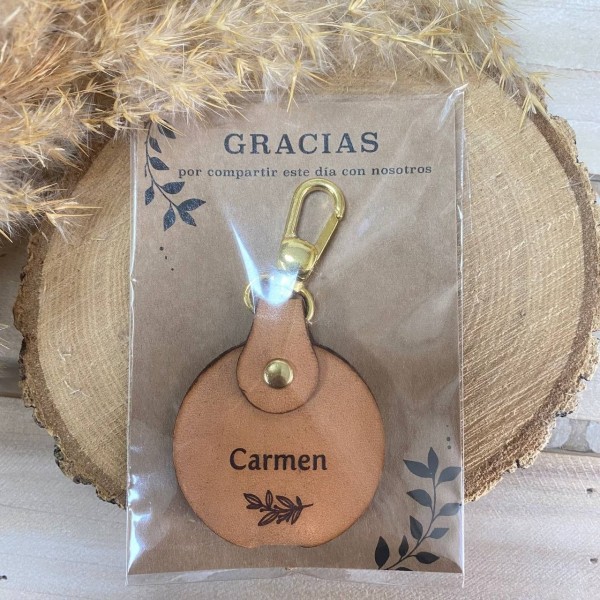 GRACIAS
por compartir este día con nosotros
Carmen